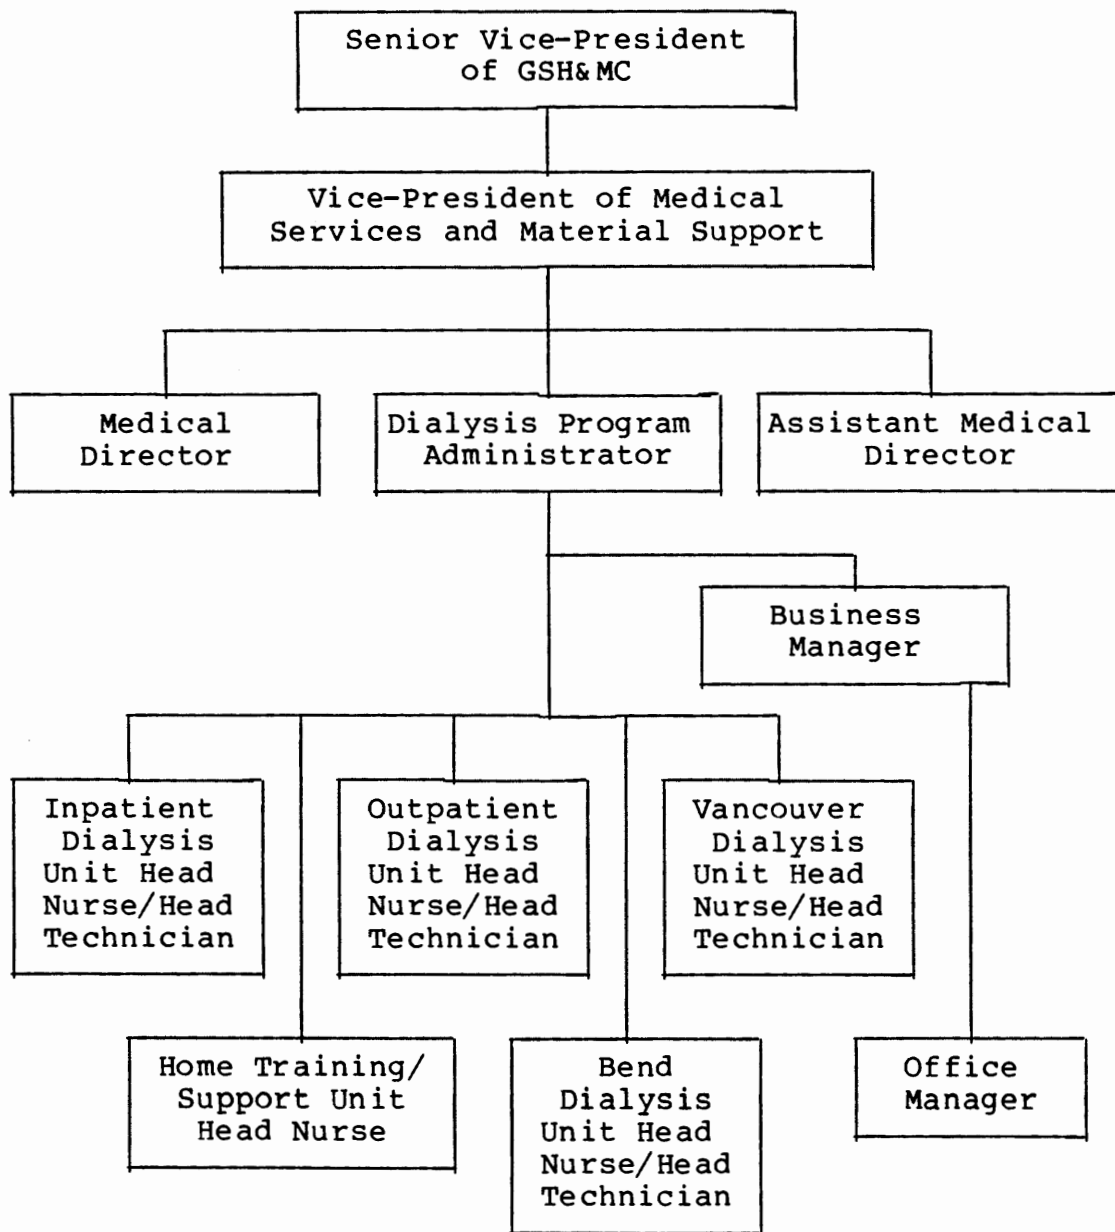 Senior Vice-President
of GSH&MC
Vice-President of Medical
Services and Material Support
Medical
Director
Dialysis Program
Administrator
Assistant Medical
Director
Business
Manager
Inpatient
Dialysis
Unit Head
Nurse/Head
Technician
Outpatient
Dialysis
Unit Head
Nurse/Head
Technician
Vancouver
Dialysis
Unit Head
Nurse/Head
Technician
Home Training/
Support Unit
Head Nurse
Bend
Dialysis
Unit Head
Nurse/Head
Technician
Office
Manager